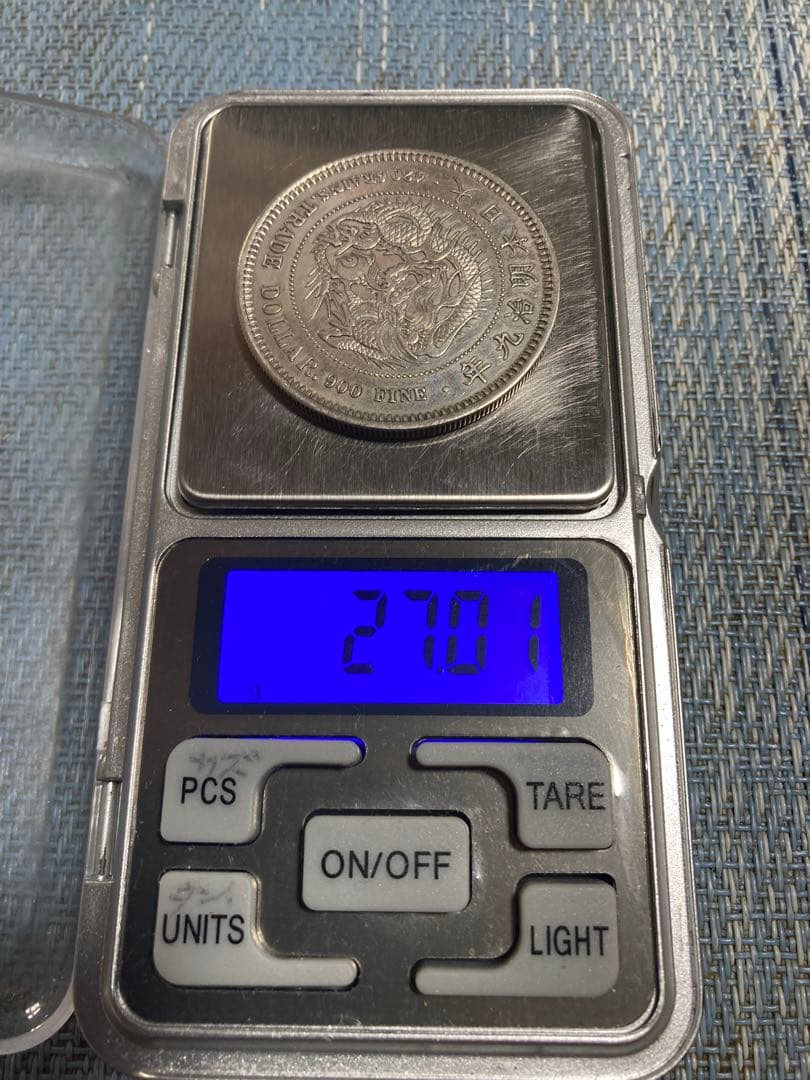 大日本明治九年
420 GRAINS. TRADE DOLLAR. 900 FINE.
27.01
g
PCS
TARE
ON/OFF
UNITS
LIGHT